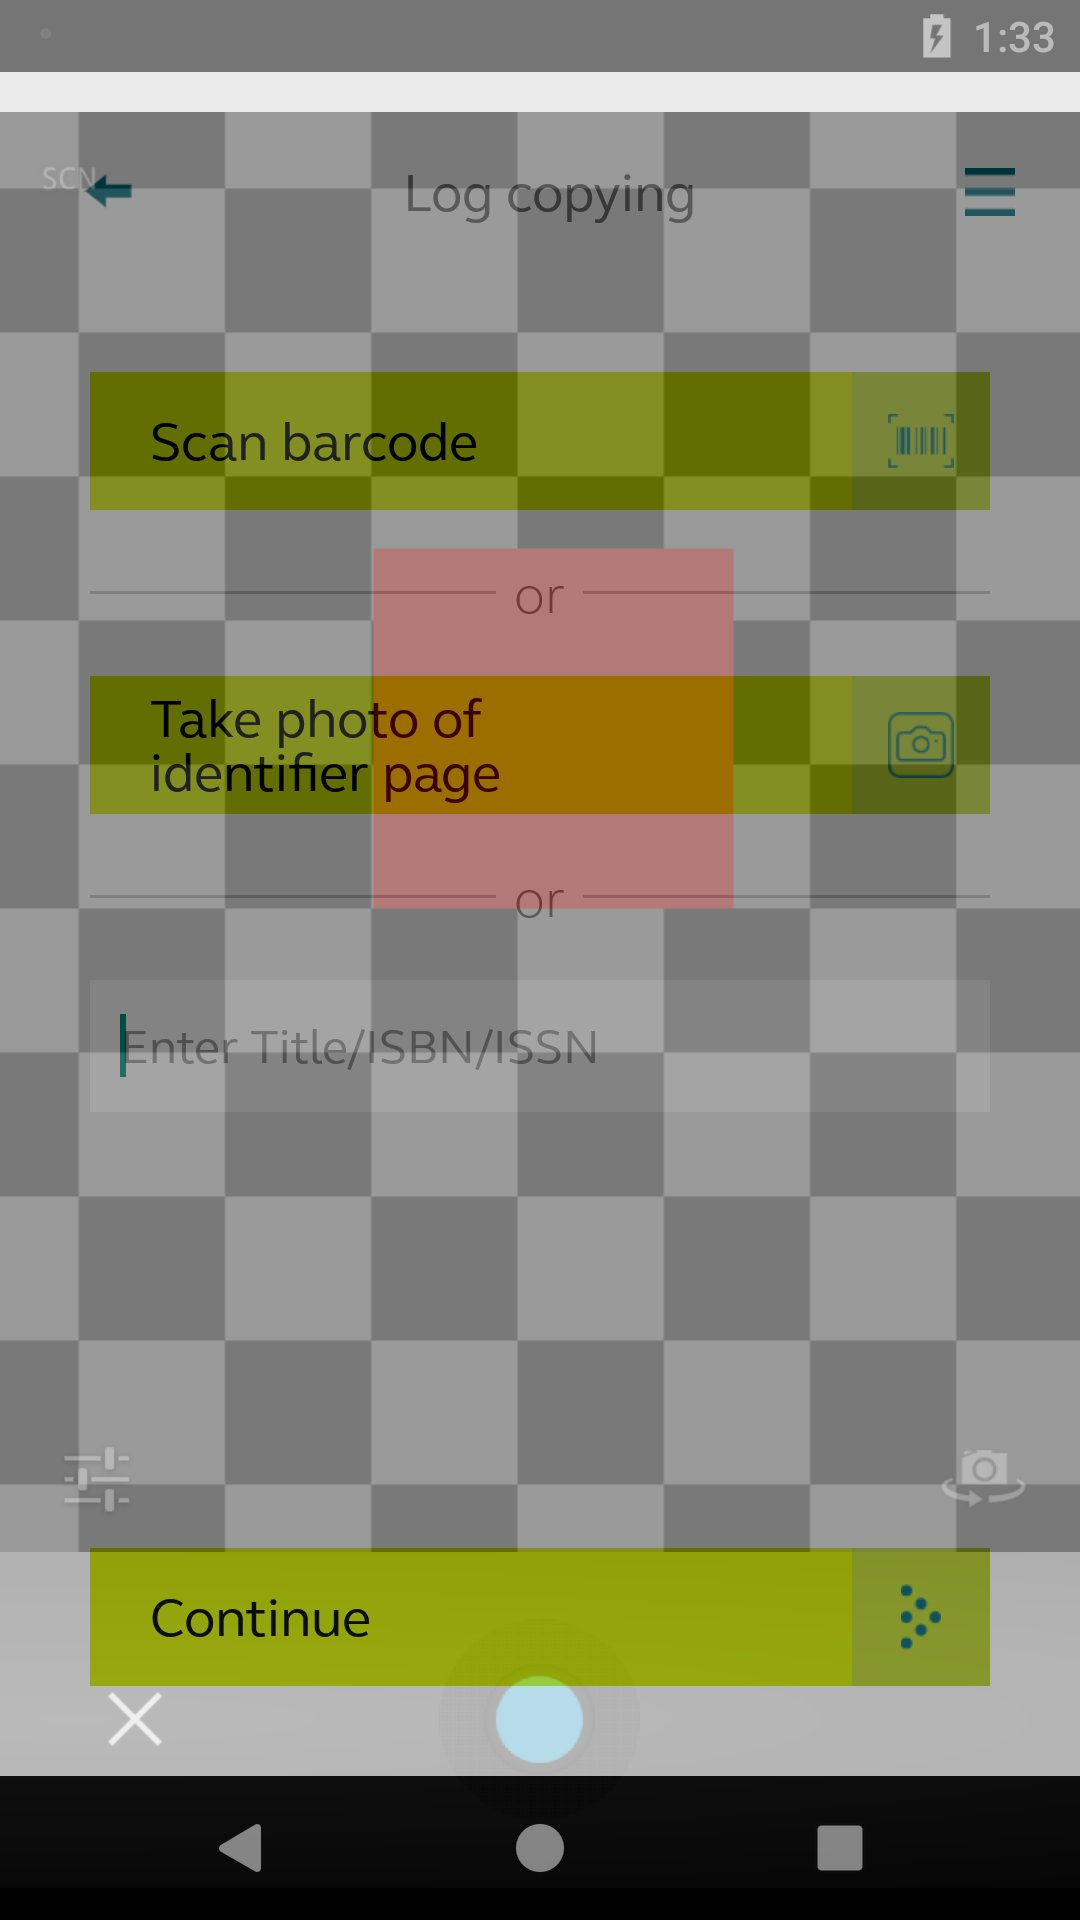 1:33
SCN
Log copying
Scan barcode
or
Take photo of
identifier page
or
Enter Title/ISBN/ISSN
Continue